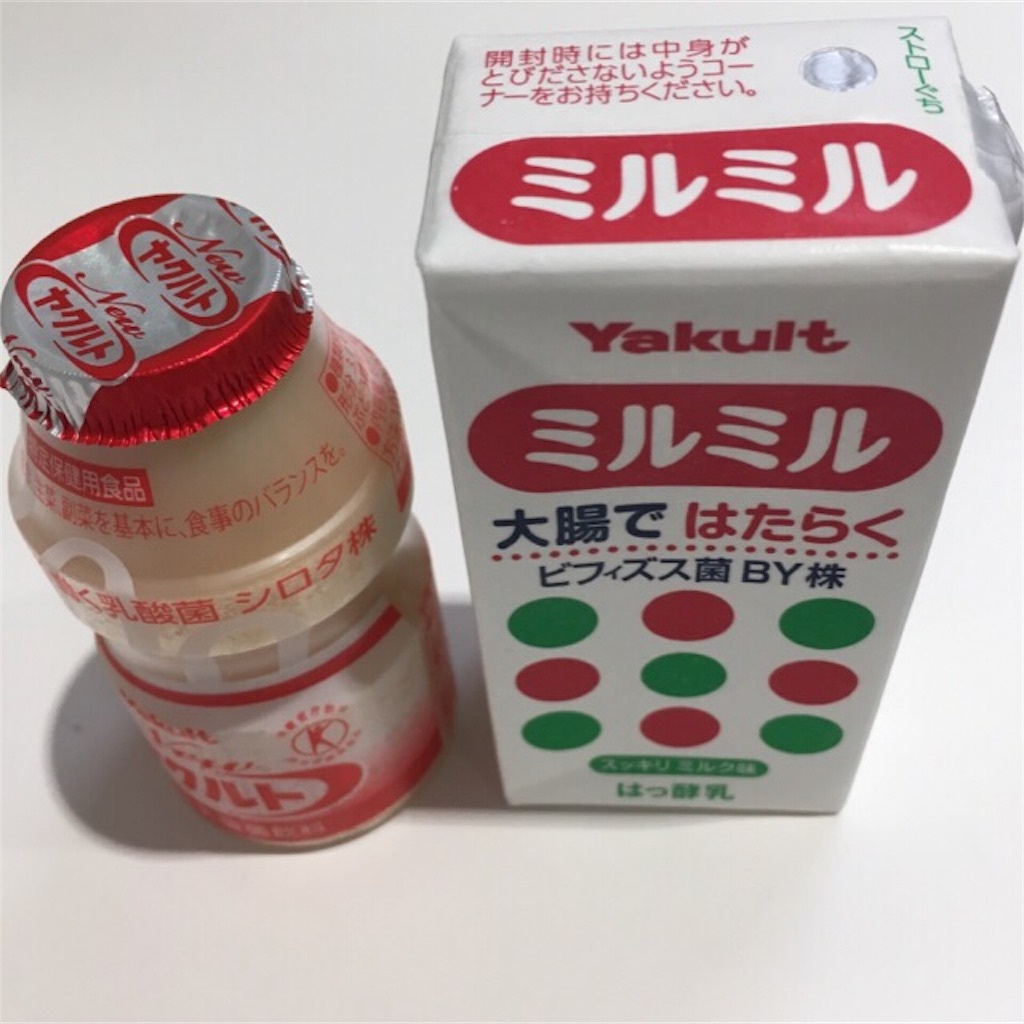 開封時には中身が
とびださないようコー
ナーをお持ちください。
ストローぐち
ミルミル
Yakult
ミルミル
大腸で はたらく
ビフィズス菌 BY株
スッキリ ミルク味
はっ酵乳
New
ヤクルト
New
ヤクルト
保健用食品
副菜を基本に、食事のバランスを。
乳酸菌 シロタ株
K
クルト